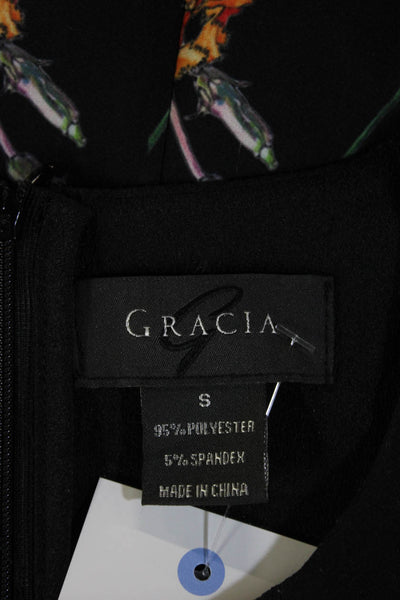 GRACIA
S
95% POLYESTER
5% SPANDEX
MADE IN CHINA